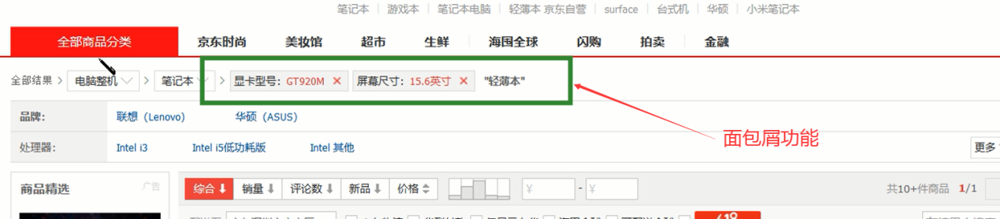 笔记本 游戏本 笔记本电脑 轻薄本 京东自营 surface 台式机 华硕 小米笔记本
全部商品分类 京东时尚 美妆馆 超市 生鲜 海囤全球 闪购 拍卖 金融
全部结果 > 电脑整机 > 笔记本 > 显卡型号: GT920M × 屏幕尺寸: 15.6英寸 × "轻薄本"
品牌: 联想（Lenovo） 华硕（ASUS）
面包屑功能
处理器: Intel i3 Intel i5低功耗版 Intel 其他 更多
商品精选 广告
综合 销量 评论数 新品 价格 ¥ - ¥ 共10+件商品 1/1